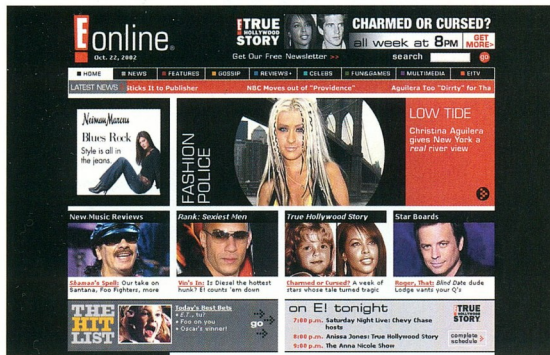 E online®
Oct. 22, 2002
E TRUE
HOLLYWOOD
STORY
CHARMED OR CURSED?
all week at 8PM
GET
MORE>
Get Our Free Newsletter >>
search
go
HOME
NEWS
FEATURES
GOSSIP
REVIEWS
CELEBS
FUN&GAMES
MULTIMEDIA
E!TV
LATEST NEWS
Sticks It to Publisher
NBC Moves out of "Providence"
Aguilera Too "Dirrty" for Tha
Neiman Marcus
Blues Rock
Style is all in
the jeans.
FASHION
POLICE
LOW TIDE
Christina Aguilera
gives New York a
real river view
New Music Reviews
Shaman's Spell: Our take on
Santana, Foo Fighters, more
Rank: Sexiest Men
Vin's In: Is Diesel the hottest
hunk? E! counts 'em down
True Hollywood Story
Charmed or Cursed? A week of
stars whose tale turned tragic
Star Boards
Roger, That: Blind Date dude
Lodge wants your Q's
THE
HIT
LIST
Today's Best Bets
• E.T., tu?
• Foo on you
• Oscar's winner!
go
on E! tonight
7:00 p.m. Saturday Night Live: Chevy Chase
hosts
8:00 p.m. Anissa Jones: True Hollywood Story
9:00 p.m. The Anna Nicole Show
TRUE
HOLLYWOOD
STORY
complete
schedule >